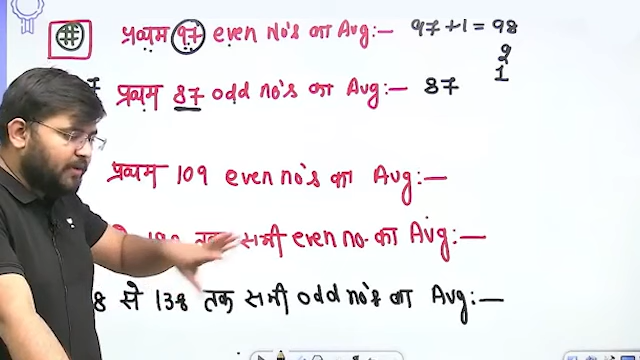 # प्रथम 97 even No's का Avg:- 97+1 = 98
2
1
7 प्रथम 87 odd no's का Avg:- 87
प्रथम 109 even no's का Avg:-
तक सभी even no. का Avg:-
8 से 138 तक सभी odd no's का Avg:-